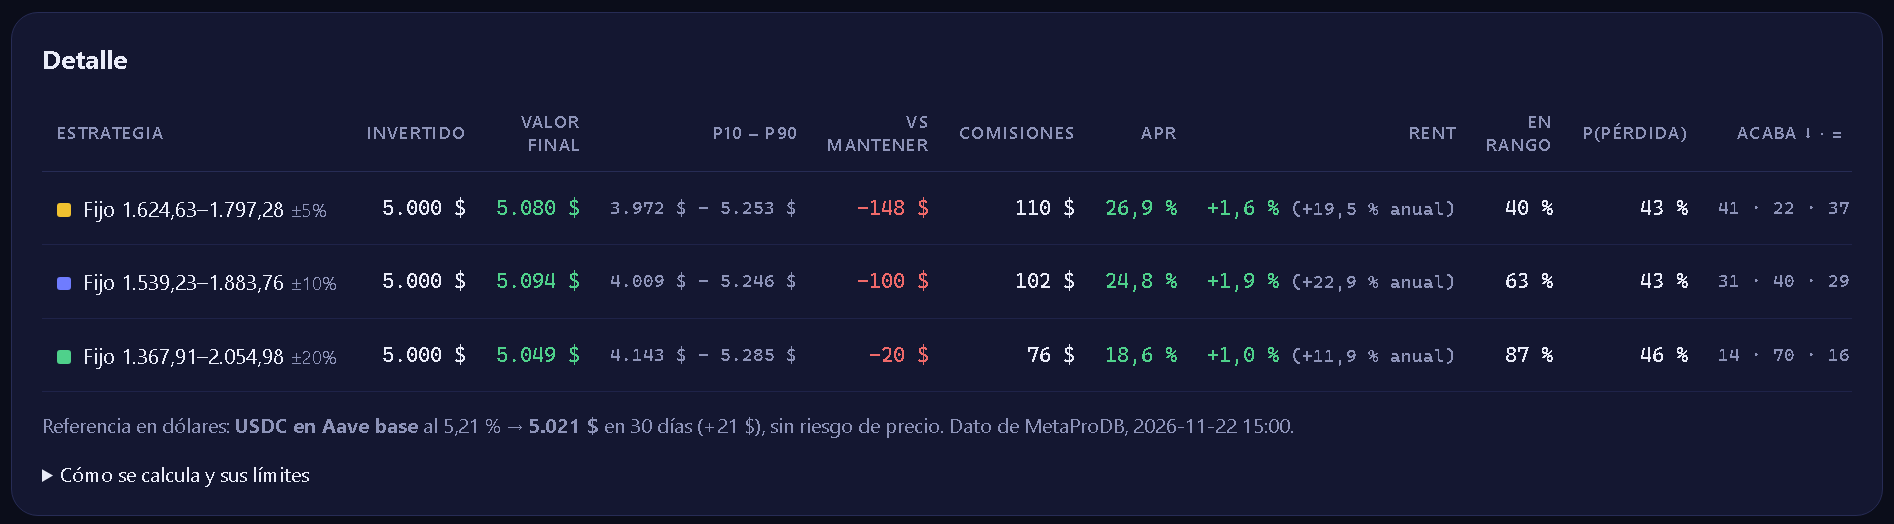 Detalle
ESTRATEGIA INVERTIDO VALOR FINAL P10 – P90 VS MANTENER COMISIONES APR RENT EN RANGO P(PÉRDIDA) ACABA ↓ · =
Fijo 1.624,63–1.797,28 ±5% 5.000 $ 5.080 $ 3.972 $ – 5.253 $ −148 $ 110 $ 26,9 % +1,6 % (+19,5 % anual) 40 % 43 % 41 · 22 · 37
Fijo 1.539,23–1.883,76 ±10% 5.000 $ 5.094 $ 4.009 $ – 5.246 $ −100 $ 102 $ 24,8 % +1,9 % (+22,9 % anual) 63 % 43 % 31 · 40 · 29
Fijo 1.367,91–2.054,98 ±20% 5.000 $ 5.049 $ 4.143 $ – 5.285 $ −20 $ 76 $ 18,6 % +1,0 % (+11,9 % anual) 87 % 46 % 14 · 70 · 16
Referencia en dólares: USDC en Aave base al 5,21 % → 5.021 $ en 30 días (+21 $), sin riesgo de precio. Dato de MetaProDB, 2026-11-22 15:00.
▶ Cómo se calcula y sus límites